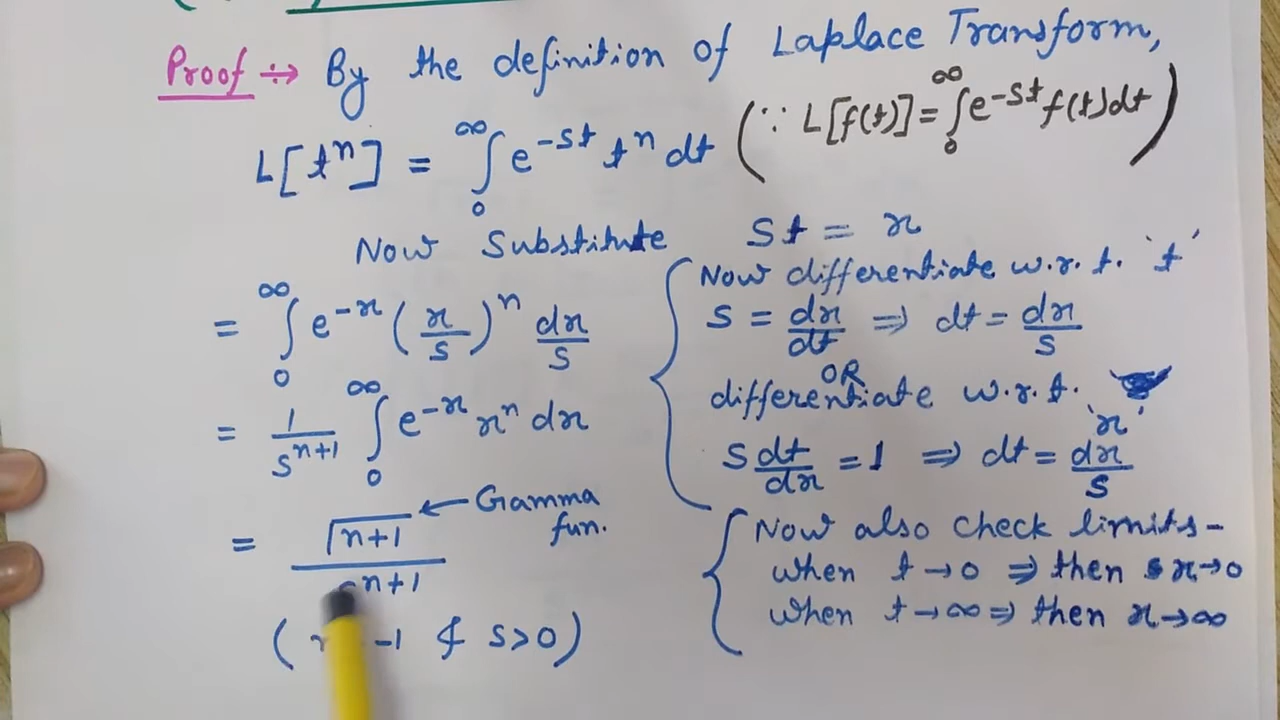 Proof :→ By the definition of Laplace Transform,
L[tⁿ] = ∫₀^∞ e^{-st} tⁿ dt (∵ L[f(t)] = ∫₀^∞ e^{-st} f(t) dt)
Now Substitute st = x
= ∫₀^∞ e^{-x} (x/s)ⁿ dx/s
= 1/s^{n+1} ∫₀^∞ e^{-x} xⁿ dx
= Γ(n+1) / s^{n+1} ← Gamma
fun.
( -1 & s>0)
{ Now differentiate w.r.t. 't'
s = dx/dt ⇒ dt = dx/s
OR
differentiate w.r.t.
'x'
s dt/dx = 1 ⇒ dt = dx/s
{ Now also check limits -
when t→0 ⇒ then x→0
when t→∞ ⇒ then x→∞